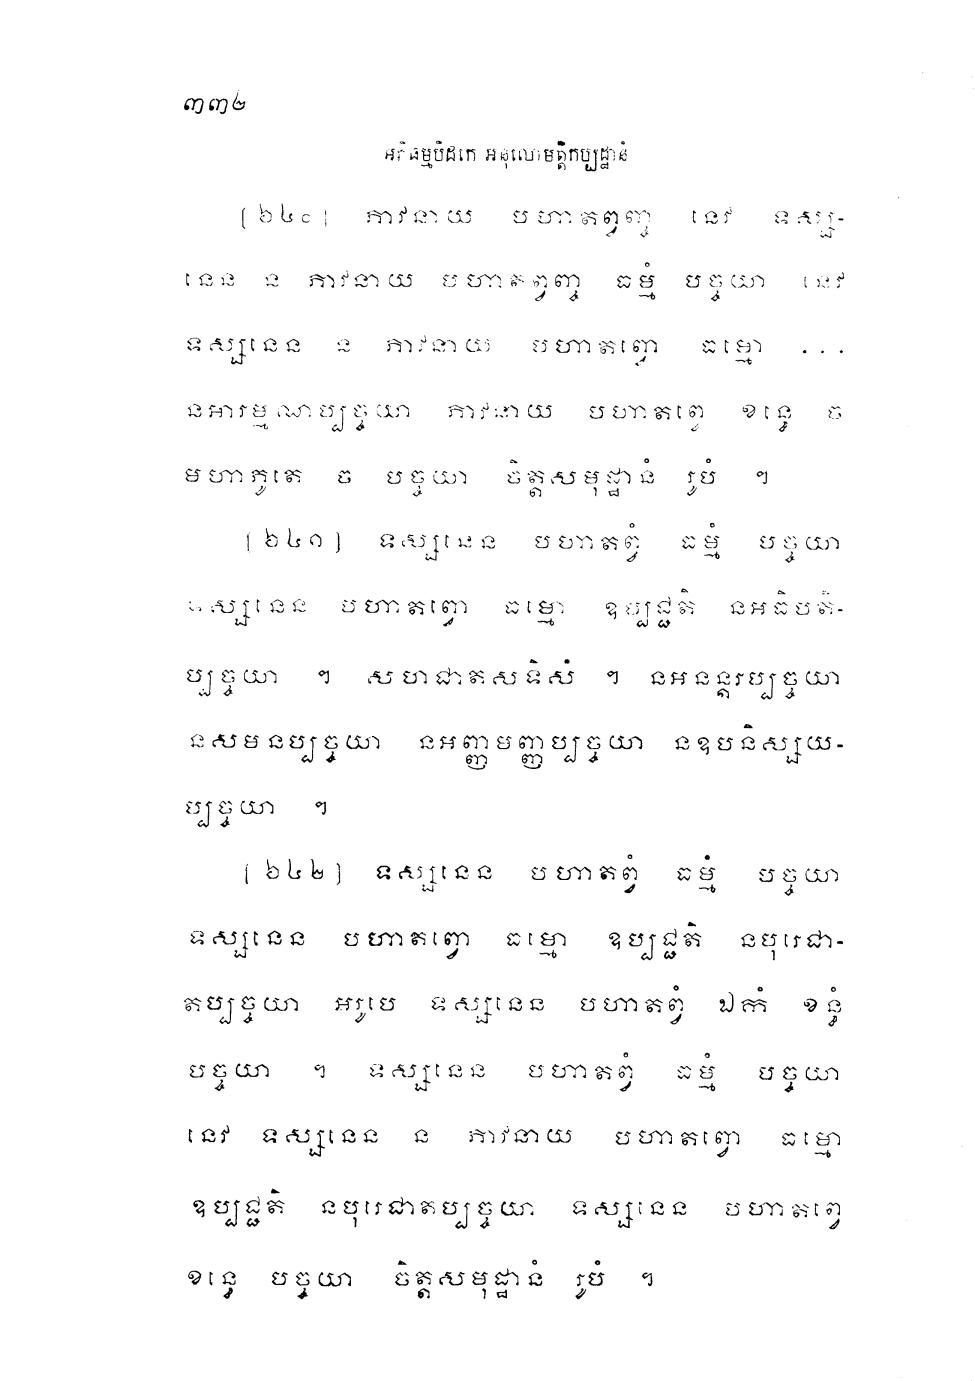 ៣៣២
អភិធម្មបិដកេ អនុលោមត្តិកប្បដ្ឋានំ
[៦៤០] ភាវនាយ បហាតព្វញ្ច នេវ ទស្ស-
នេន ន ភាវនាយ បហាតព្វញ្ច ធម្មំ បច្ចយា នេវ
ទស្សនេន ន ភាវនាយ បហាតព្វោ ធម្មោ ...
នអារម្មណប្បច្ចយា ភាវនាយ បហាតព្វេ ខន្ធេ ច
មហាភូតេ ច បច្ចយា ចិត្តសមុដ្ឋានំ រូបំ ។
[៦៤១] ទស្សនេន បហាតព្វំ ធម្មំ បច្ចយា
ទស្សនេន បហាតព្វោ ធម្មោ ឧប្បជ្ជតិ នអធិបតិ-
ប្បច្ចយា ។ សហជាតសទិសំ ។ នអនន្តរប្បច្ចយា
នសមនប្បច្ចយា នអញ្ញមញ្ញប្បច្ចយា នឧបនិស្សយ-
ប្បច្ចយា ។
[៦៤២] ទស្សនេន បហាតព្វំ ធម្មំ បច្ចយា
ទស្សនេន បហាតព្វោ ធម្មោ ឧប្បជ្ជតិ នបុរេជា-
តប្បច្ចយា អរូបេ ទស្សនេន បហាតព្វំ ឯកំ ខន្ធំ
បច្ចយា ។ ទស្សនេន បហាតព្វំ ធម្មំ បច្ចយា
នេវ ទស្សនេន ន ភាវនាយ បហាតព្វោ ធម្មោ
ឧប្បជ្ជតិ នបុរេជាតប្បច្ចយា ទស្សនេន បហាតព្វេ
ខន្ធេ បច្ចយា ចិត្តសមុដ្ឋានំ រូបំ ។